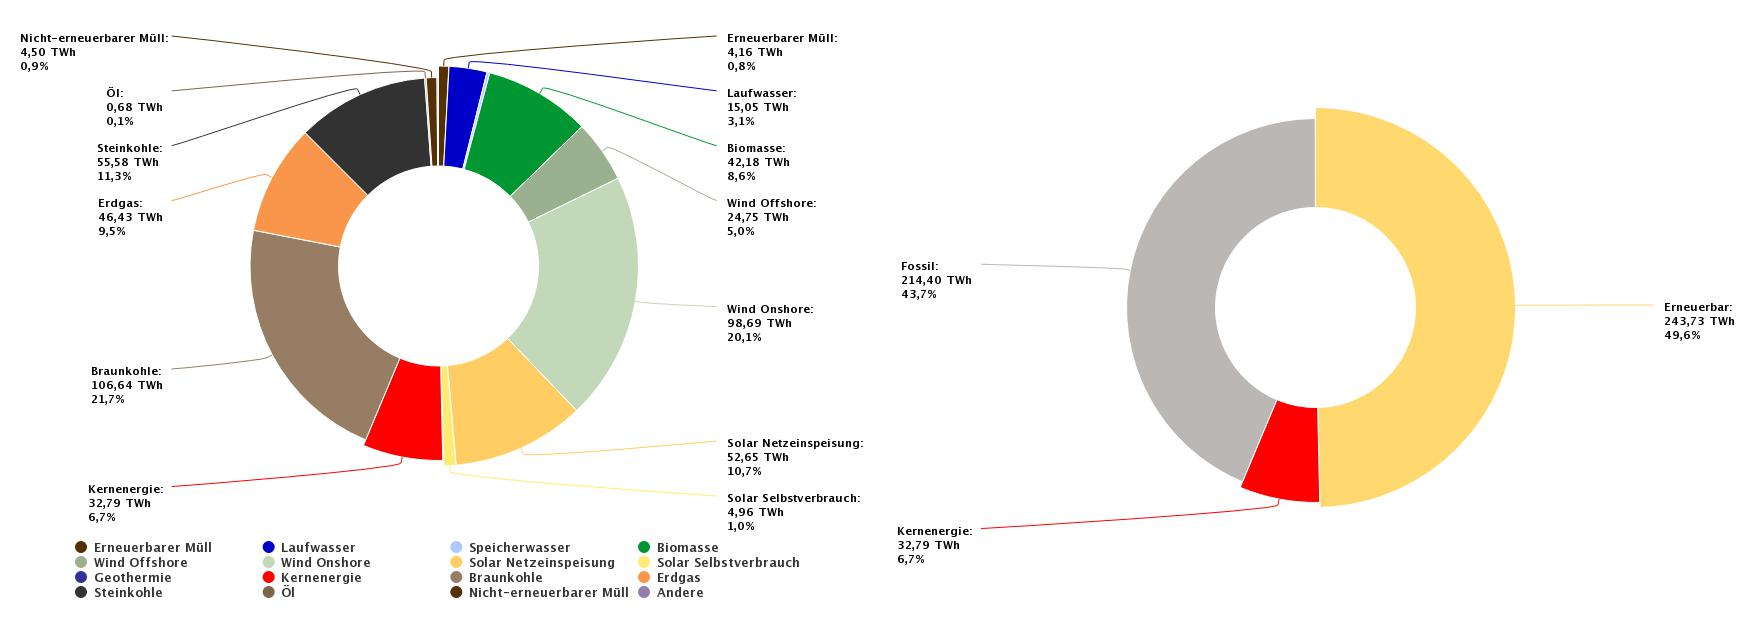 Nicht-erneuerbarer Müll:
4,50 TWh
0,9%
Öl:
0,68 TWh
0,1%
Steinkohle:
55,58 TWh
11,3%
Erdgas:
46,43 TWh
9,5%
Braunkohle:
106,64 TWh
21,7%
Kernenergie:
32,79 TWh
6,7%
Erneuerbarer Müll:
4,16 TWh
0,8%
Laufwasser:
15,05 TWh
3,1%
Biomasse:
42,18 TWh
8,6%
Wind Offshore:
24,75 TWh
5,0%
Wind Onshore:
98,69 TWh
20,1%
Solar Netzeinspeisung:
52,65 TWh
10,7%
Solar Selbstverbrauch:
4,96 TWh
1,0%
Erneuerbarer Müll Laufwasser Speicherwasser Biomasse
Wind Offshore Wind Onshore Solar Netzeinspeisung Solar Selbstverbrauch
Geothermie Kernenergie Braunkohle Erdgas
Steinkohle Öl Nicht-erneuerbarer Müll Andere
Fossil:
214,40 TWh
43,7%
Kernenergie:
32,79 TWh
6,7%
Erneuerbar:
243,73 TWh
49,6%